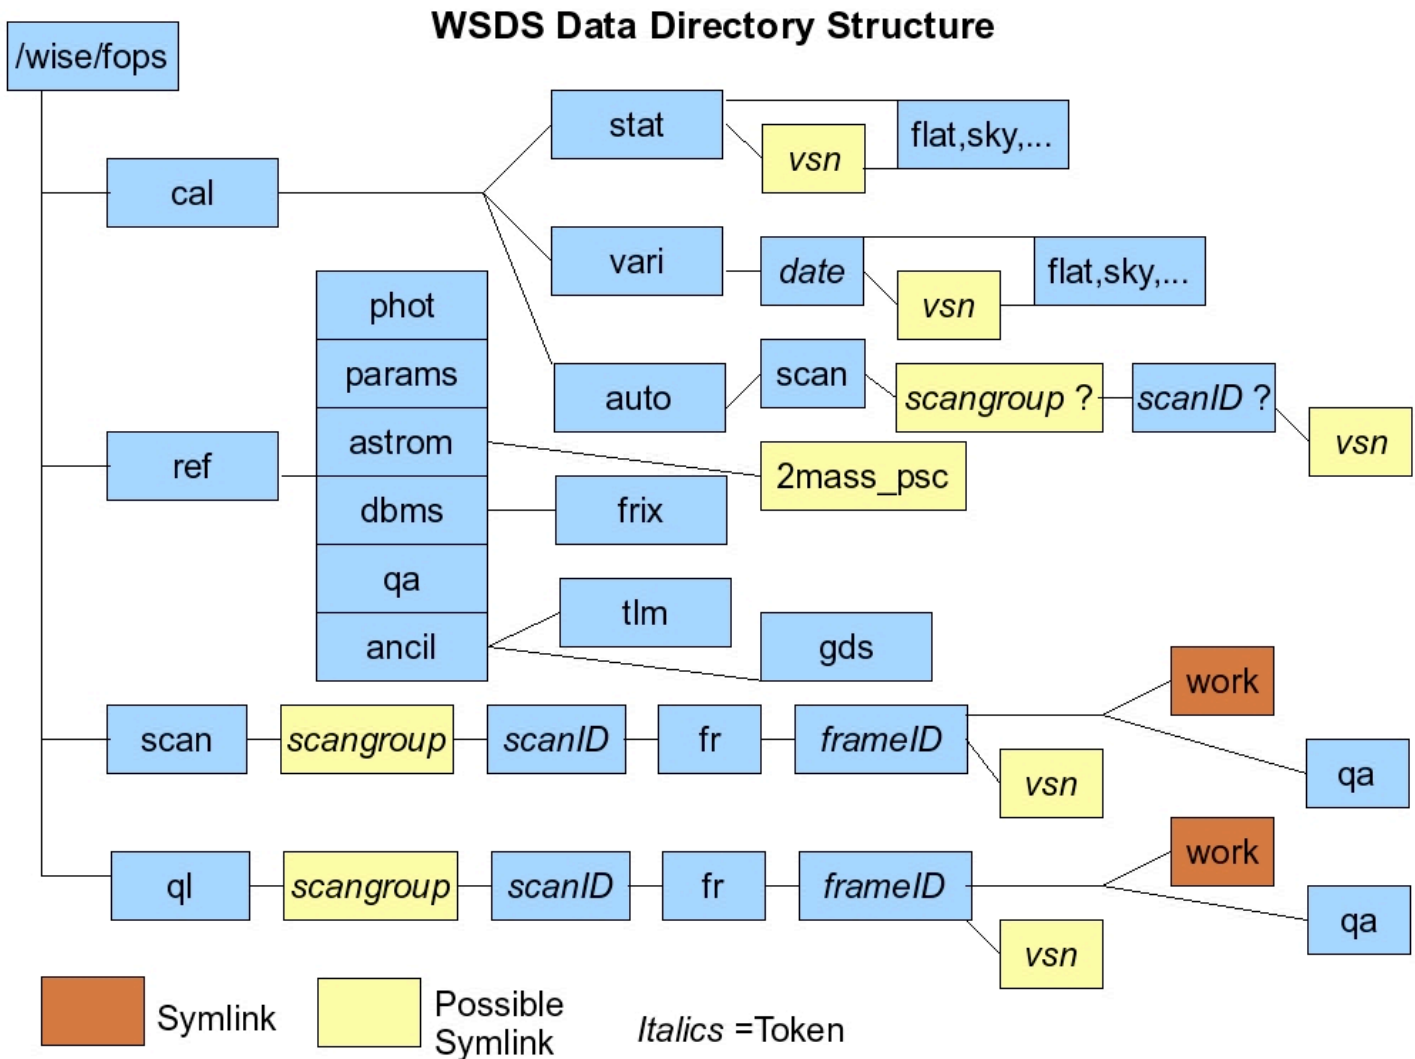 WSDS Data Directory Structure
/wise/fops
stat
flat,sky,...
vsn
cal
vari
date
flat,sky,...
vsn
phot
params
auto
scan
scangroup ?
scanID ?
vsn
ref
astrom
2mass_psc
dbms
frix
qa
tlm
ancil
gds
scan
scangroup
scanID
fr
frameID
work
vsn
qa
ql
scangroup
scanID
fr
frameID
work
vsn
qa
Symlink
Possible
Symlink
Italics =Token